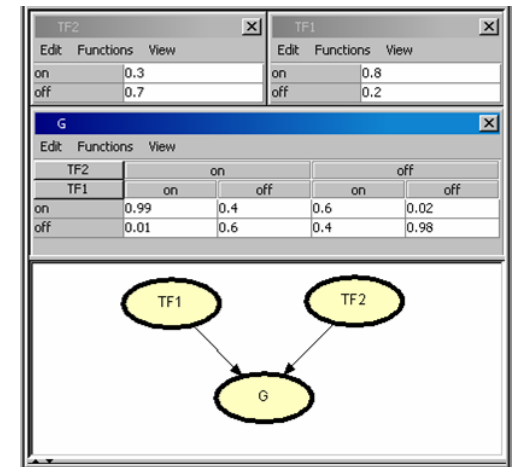 TF2 TF1
Edit Functions View Edit Functions View
on 0.3 on 0.8
off 0.7 off 0.2
G
Edit Functions View
TF2 on off
TF1 on off on off
on 0.99 0.4 0.6 0.02
off 0.01 0.6 0.4 0.98
TF1 TF2
G